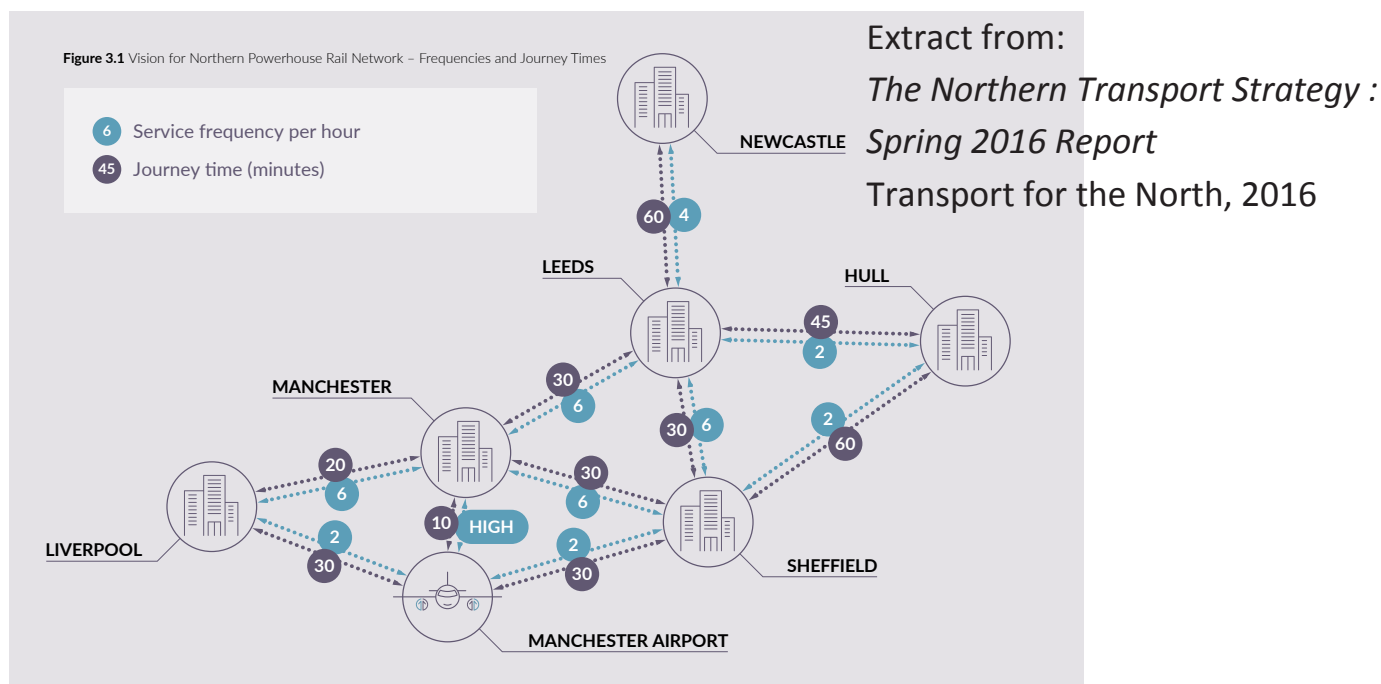 Extract from:
The Northern Transport Strategy :
Spring 2016 Report
Transport for the North, 2016
Figure 3.1 Vision for Northern Powerhouse Rail Network – Frequencies and Journey Times
6 Service frequency per hour
45 Journey time (minutes)
NEWCASTLE
60 4
LEEDS
HULL
45
2
30
6
MANCHESTER
30 6
2
60
20
6
30
6
10 HIGH
2
30
2
30
LIVERPOOL
SHEFFIELD
MANCHESTER AIRPORT